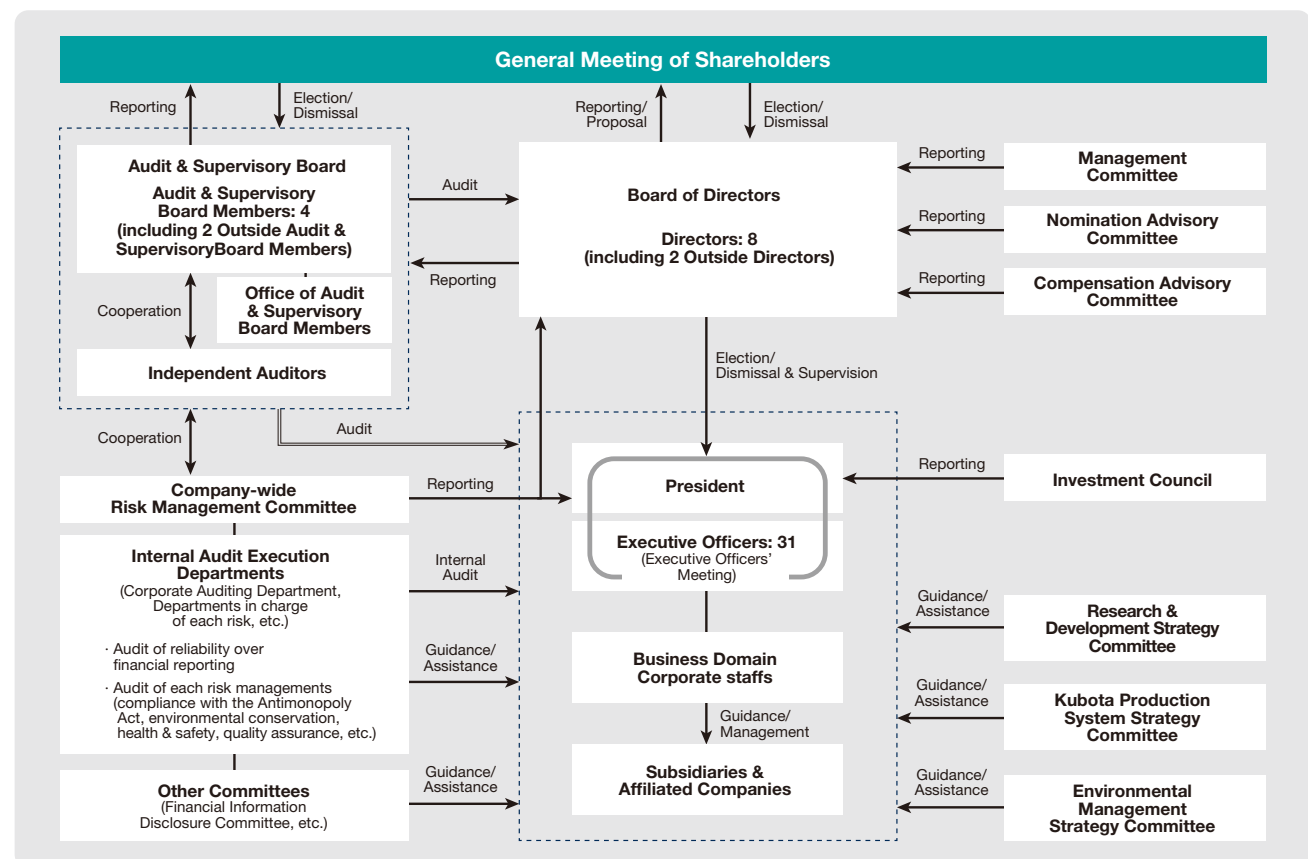 General Meeting of Shareholders
Reporting
Election/
Dismissal
Reporting/
Proposal
Election/
Dismissal
Audit & Supervisory Board
Audit & Supervisory
Board Members: 4
(including 2 Outside Audit &
SupervisoryBoard Members)
Cooperation
Office of Audit
& Supervisory
Board Members
Independent Auditors
Audit
Reporting
Board of Directors
Directors: 8
(including 2 Outside Directors)
Reporting
Management
Committee
Reporting
Nomination Advisory
Committee
Reporting
Compensation Advisory
Committee
Election/
Dismissal & Supervision
Cooperation
Audit
Company-wide
Risk Management Committee
Reporting
President
Reporting
Investment Council
Executive Officers: 31
(Executive Officers'
Meeting)
Internal Audit Execution
Departments
(Corporate Auditing Department,
Departments in charge
of each risk, etc.)
· Audit of reliability over
financial reporting
· Audit of each risk managements
(compliance with the Antimonopoly
Act, environmental conservation,
health & safety, quality assurance, etc.)
Internal
Audit
Guidance/
Assistance
Business Domain
Corporate staffs
Guidance/
Management
Subsidiaries &
Affiliated Companies
Guidance/
Assistance
Research &
Development Strategy
Committee
Guidance/
Assistance
Kubota Production
System Strategy
Committee
Other Committees
(Financial Information
Disclosure Committee, etc.)
Guidance/
Assistance
Guidance/
Assistance
Environmental
Management
Strategy Committee